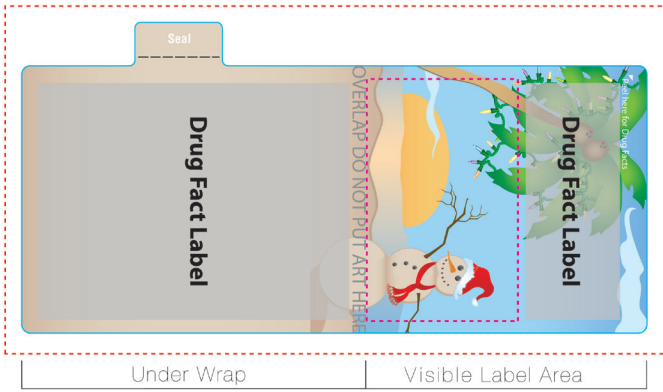 Seal
Drug Fact Label
OVERLAP DO NOT PUT ART HERE
Drug Fact Label
Peel here for Drug Facts
Under Wrap
Visible Label Area